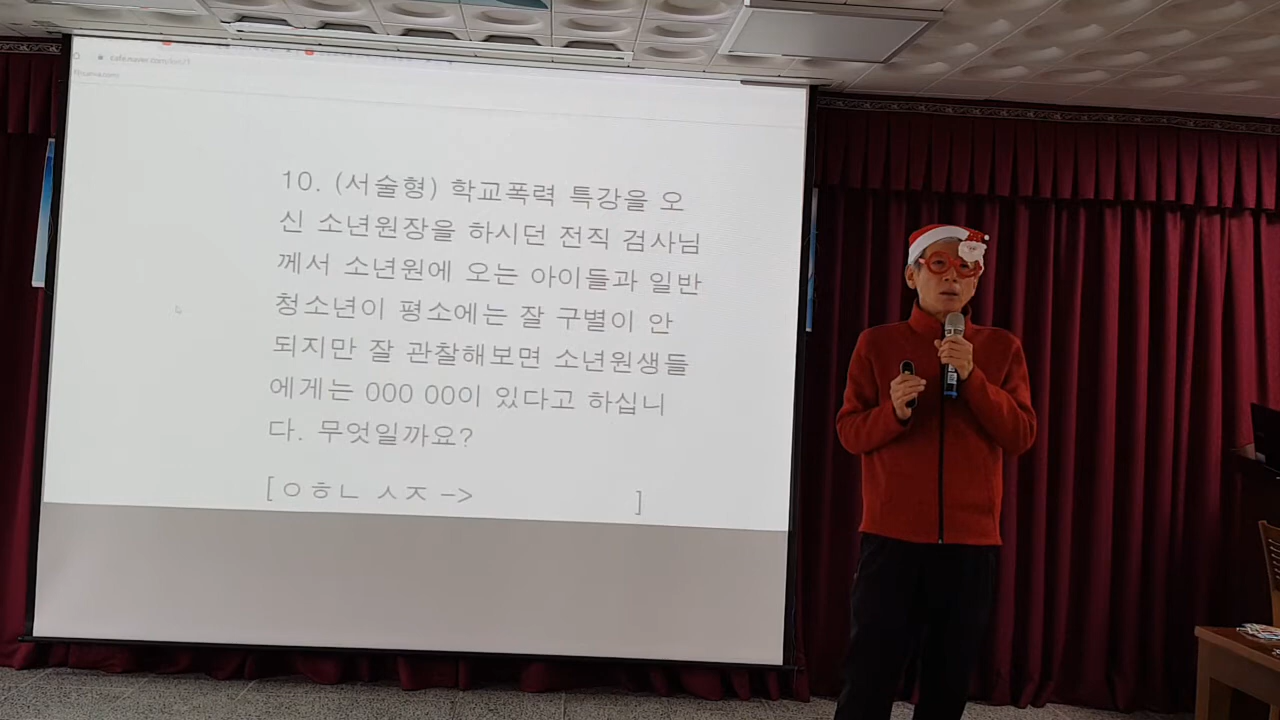 cafe.naver.com
10. (서술형) 학교폭력 특강을 오
신 소년원장을 하시던 전직 검사님
께서 소년원에 오는 아이들과 일반
청소년이 평소에는 잘 구별이 안
되지만 잘 관찰해보면 소년원생들
에게는 000 00이 있다고 하십니
다. 무엇일까요?
[ㅇㅎㄴ ㅅㅈ -> ]